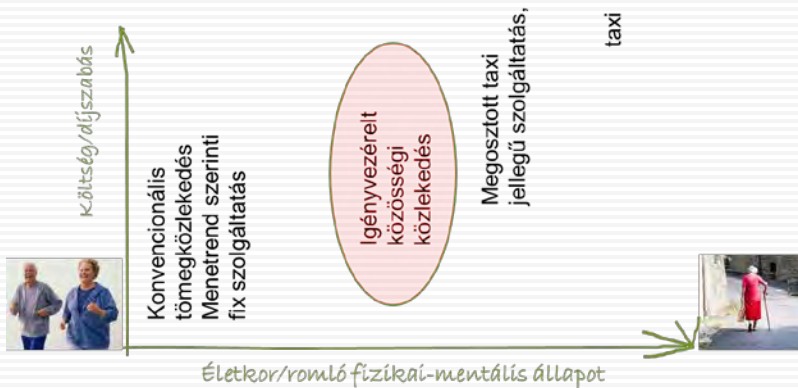 Költség/díjszabás
Konvencionális
tömegközlekedés
Menetrend szerinti
fix szolgáltatás
Igényvezérelt
közösségi
közlekedés
Megosztott taxi
jellegű szolgáltatás,
taxi
Életkor/romló fizikai-mentális állapot